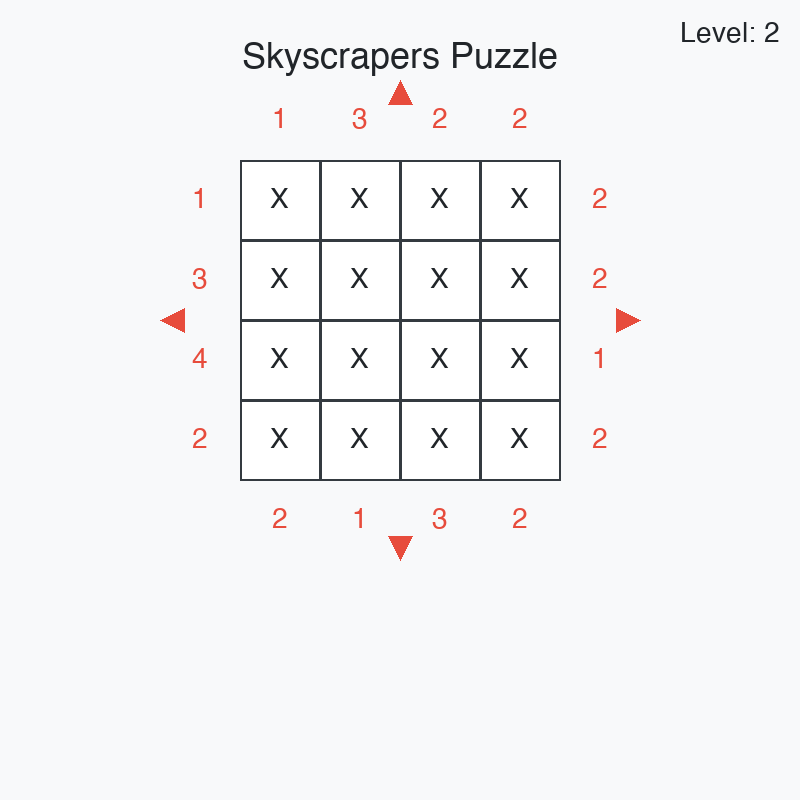 Level: 2
Skyscrapers Puzzle
1 3 2 2
1 X X X X 2
3 X X X X 2
4 X X X X 1
2 X X X X 2
2 1 3 2